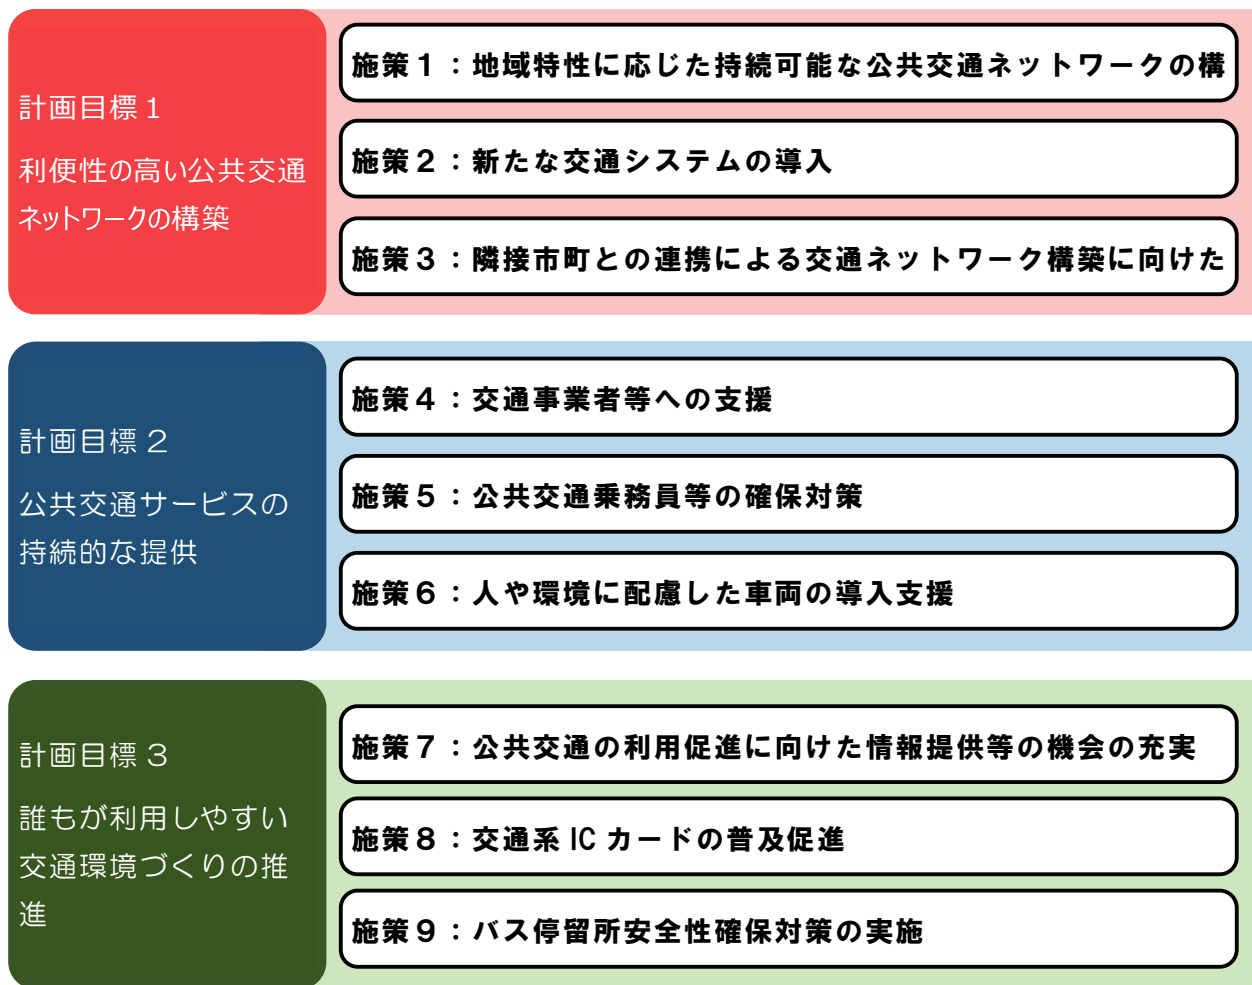 計画目標1
利便性の高い公共交通
ネットワークの構築
施策1：地域特性に応じた持続可能な公共交通ネットワークの構
施策2：新たな交通システムの導入
施策3：隣接市町との連携による交通ネットワーク構築に向けた
計画目標2
公共交通サービスの
持続的な提供
施策4：交通事業者等への支援
施策5：公共交通乗務員等の確保対策
施策6：人や環境に配慮した車両の導入支援
計画目標3
誰もが利用しやすい
交通環境づくりの推
進
施策7：公共交通の利用促進に向けた情報提供等の機会の充実
施策8：交通系 IC カードの普及促進
施策9：バス停留所安全性確保対策の実施